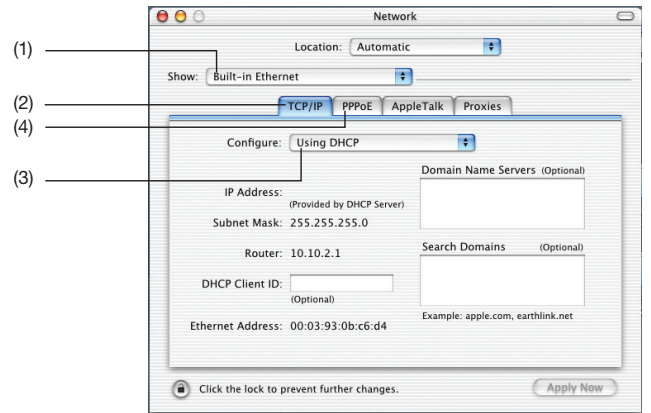 Network
Location: Automatic
(1)
Show: Built-in Ethernet
(2)
TCP/IP PPPoE AppleTalk Proxies
(4)
Configure: Using DHCP
(3)
Domain Name Servers (Optional)
IP Address:
(Provided by DHCP Server)
Subnet Mask: 255.255.255.0
Router: 10.10.2.1
Search Domains (Optional)
DHCP Client ID:
(Optional)
Example: apple.com, earthlink.net
Ethernet Address: 00:03:93:0b:c6:d4
Click the lock to prevent further changes.
Apply Now